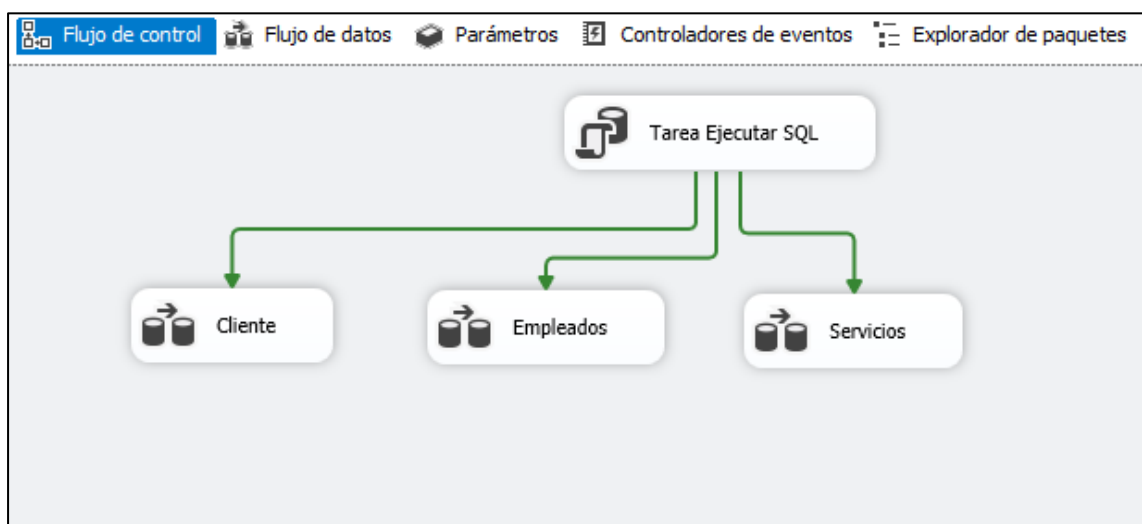 Flujo de control Flujo de datos Parámetros Controladores de eventos Explorador de paquetes
Tarea Ejecutar SQL
Cliente
Empleados
Servicios